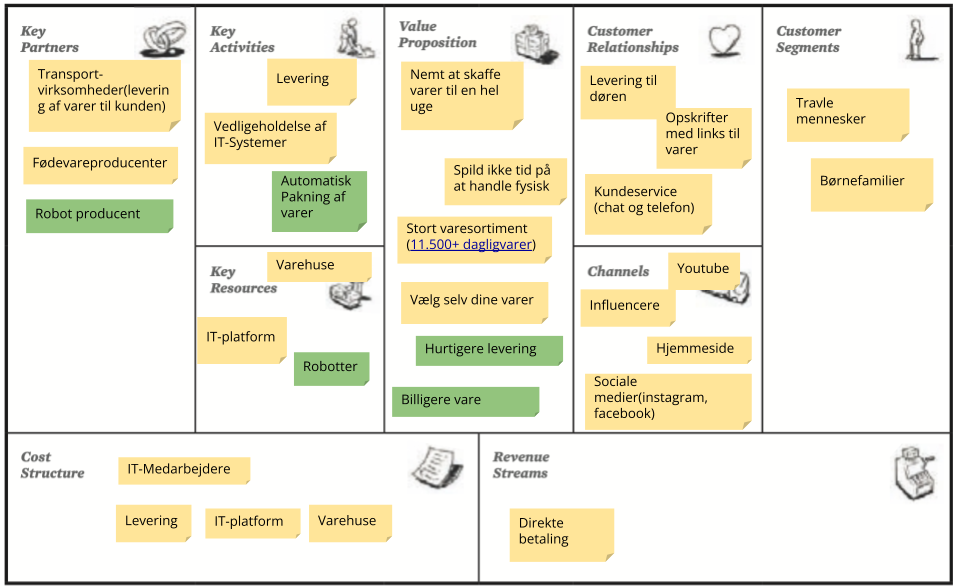 Key
Partners
Transport-
virksomheder(leverin
g af varer til kunden)
Fødevareproducenter
Robot producent
Key
Activities
Levering
Vedligeholdelse af
IT-Systemer
Automatisk
Pakning af
varer
Key
Resources
Varehuse
IT-platform
Robotter
Value
Proposition
Nemt at skaffe
varer til en hel
uge
Spild ikke tid på
at handle fysisk
Stort varesortiment
(11.500+ dagligvarer)
Vælg selv dine varer
Hurtigere levering
Billigere vare
Customer
Relationships
Levering til
døren
Opskrifter
med links til
varer
Kundeservice
(chat og telefon)
Channels
Youtube
Influencere
Hjemmeside
Sociale
medier(instagram,
facebook)
Customer
Segments
Travle
mennesker
Børnefamilier
Cost
Structure
IT-Medarbejdere
Levering
IT-platform
Varehuse
Revenue
Streams
Direkte
betaling